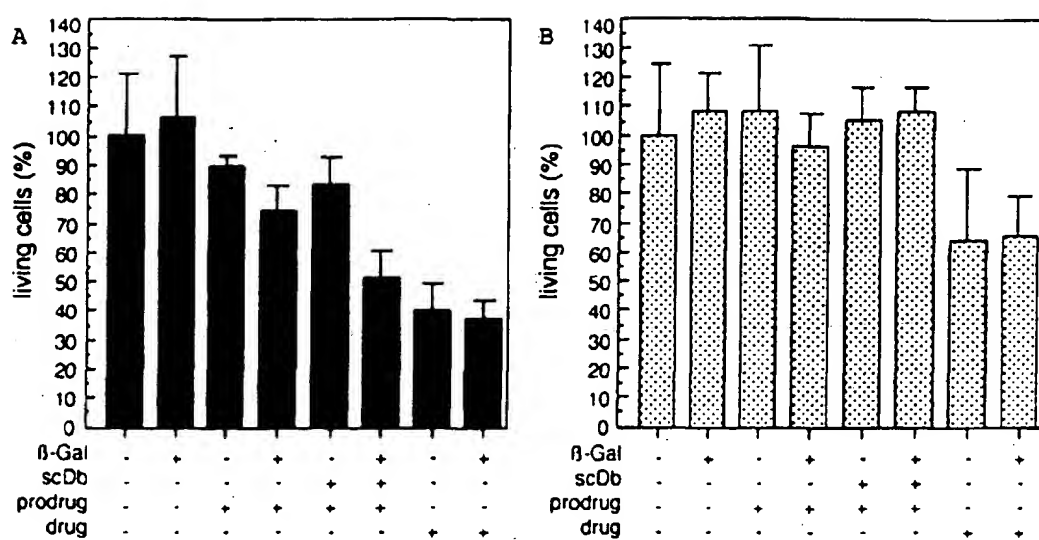 A
140
130
120
110
100
90
80
70
60
50
40
30
20
10
0
living cells (%)
ß-Gal - + - + - + - +
scDb - - - - + + - -
prodrug - - + + + + - -
drug - - - - - - + +
B
140
130
120
110
100
90
80
70
60
50
40
30
20
10
0
living cells (%)
ß-Gal - + - + - + - +
scDb - - - - + + - -
prodrug - - + + + + - -
drug - - - - - - + +